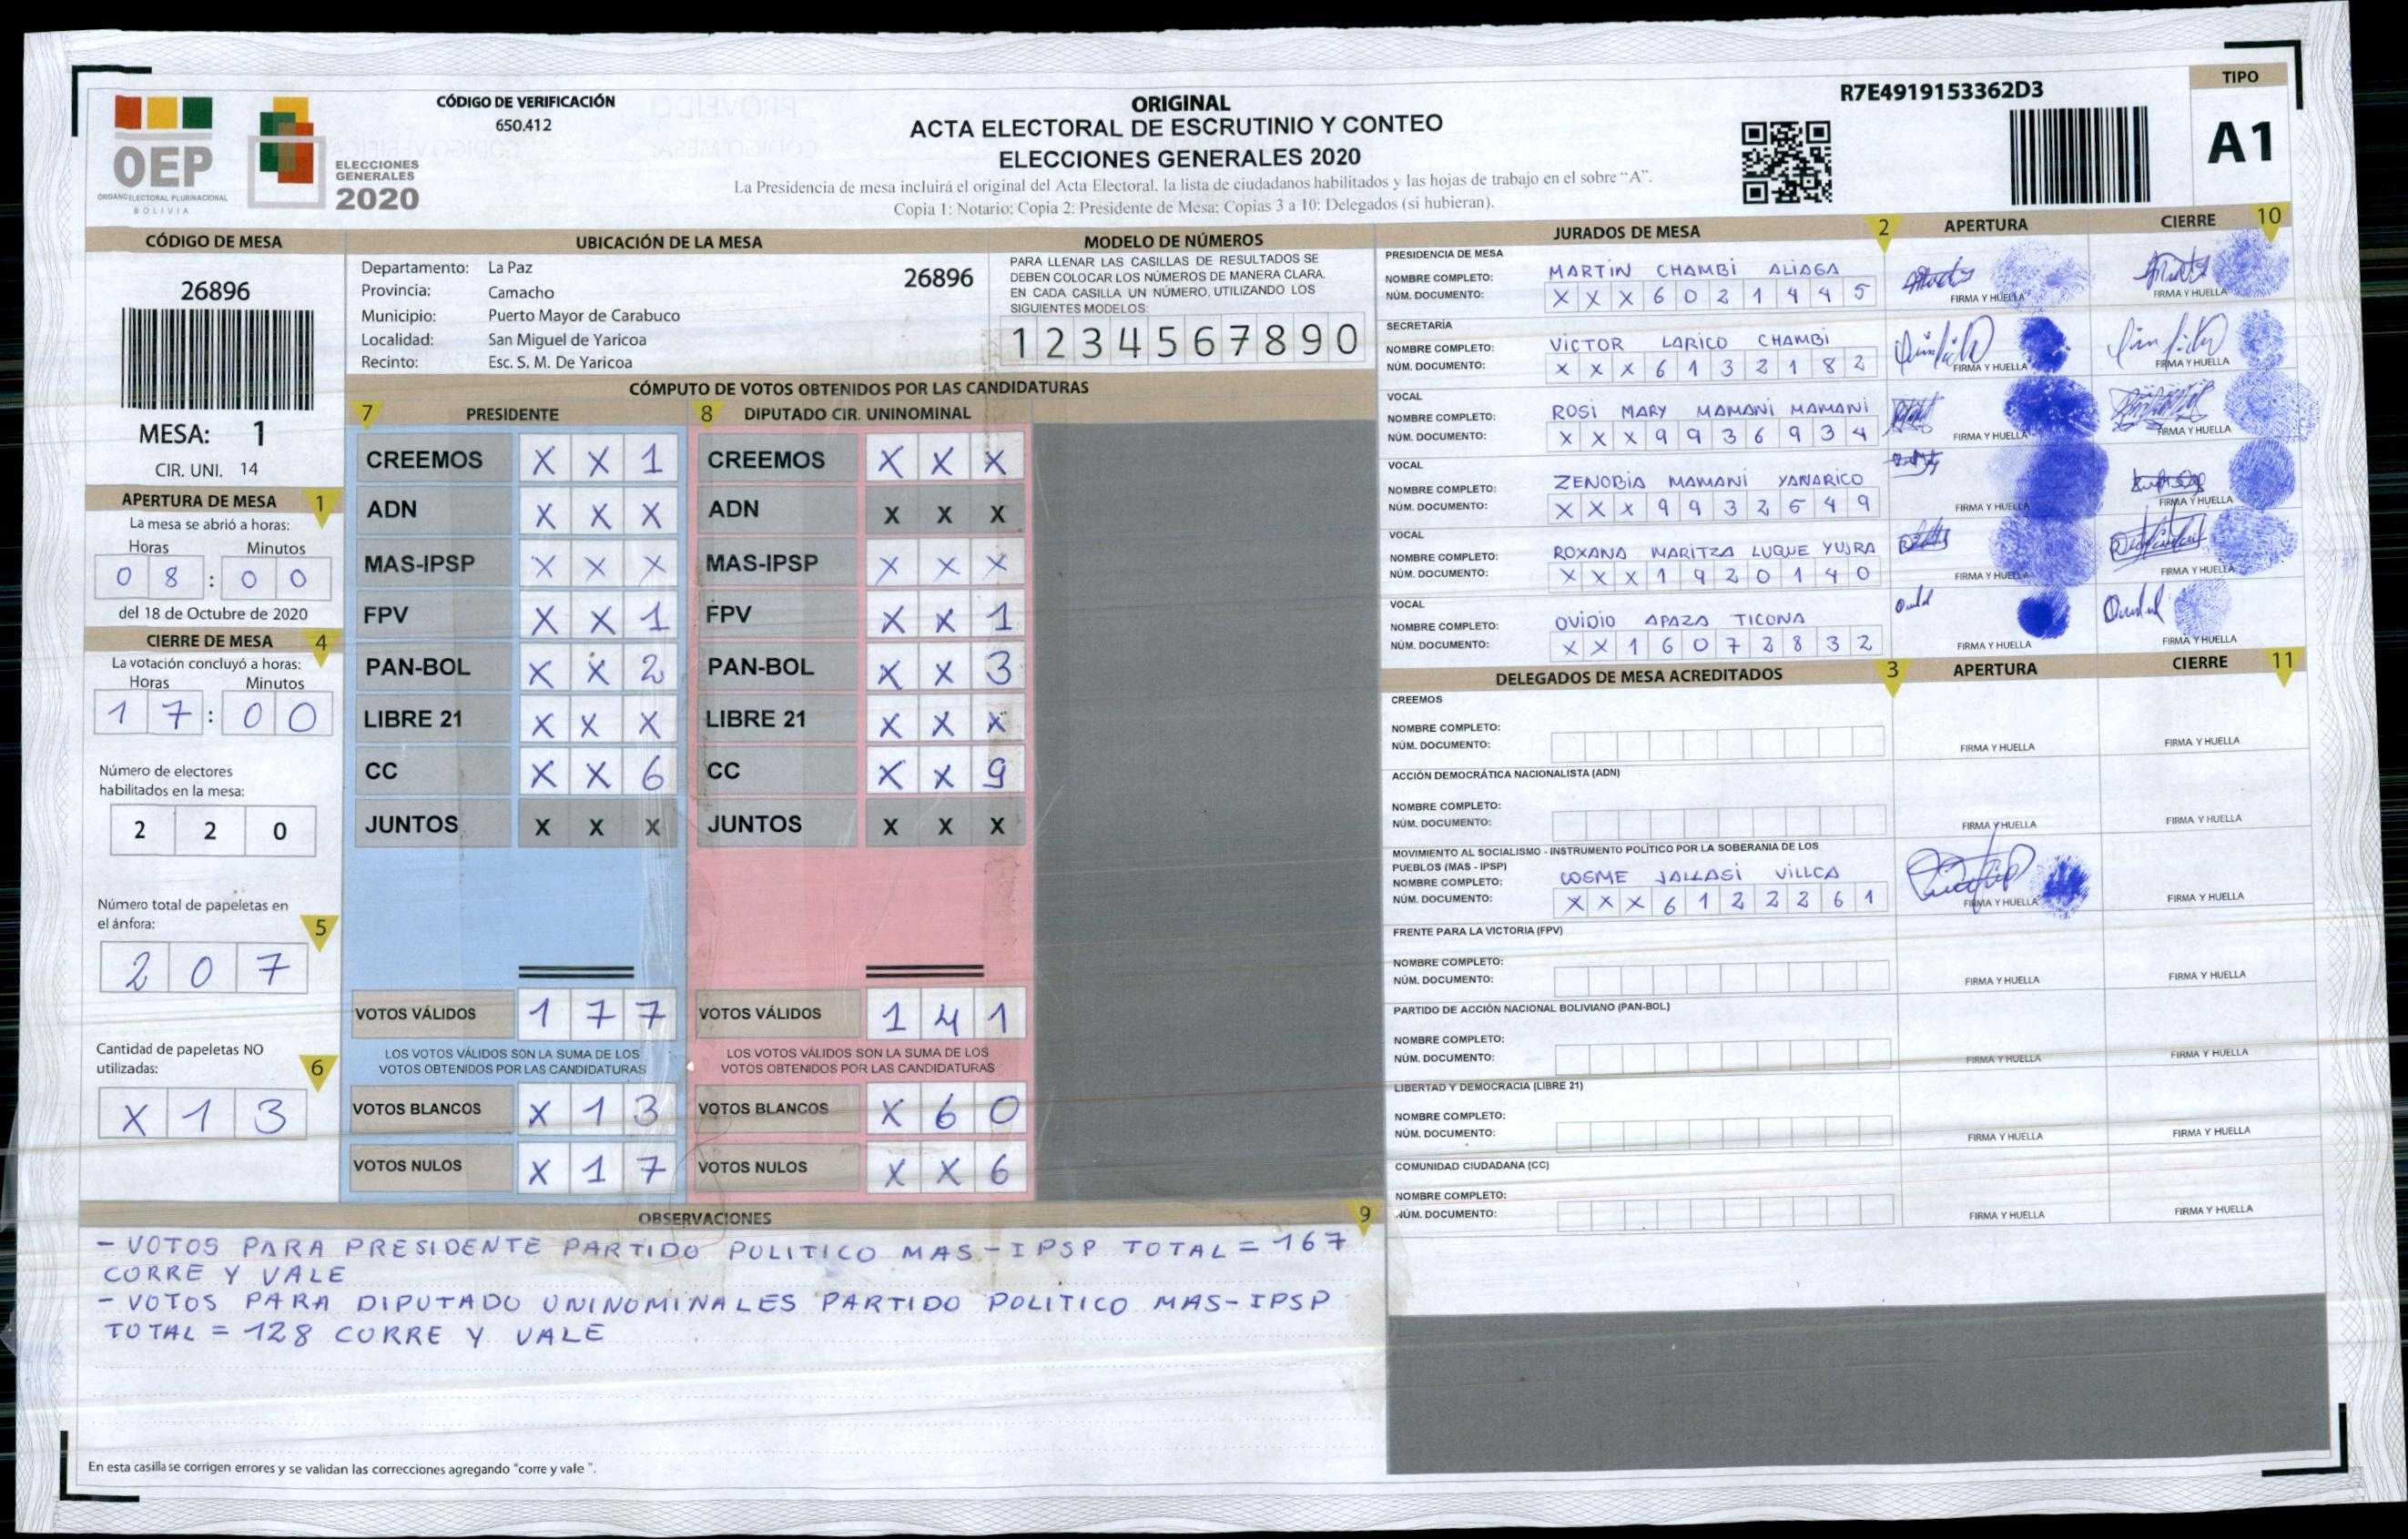 CÓDIGO DE VERIFICACIÓN
650.412
OEP
ÓRGANO ELECTORAL PLURINACIONAL
BOLIVIA
ELECCIONES
GENERALES
2020
ORIGINAL
ACTA ELECTORAL DE ESCRUTINIO Y CONTEO
ELECCIONES GENERALES 2020
La Presidencia de mesa incluirá el original del Acta Electoral, la lista de ciudadanos habilitados y las hojas de trabajo en el sobre "A".
Copia 1: Notario; Copia 2: Presidente de Mesa; Copias 3 a 10: Delegados (si hubieran).
R7E4919153362D3
TIPO
A1
CÓDIGO DE MESA
26896
MESA: 1
CIR. UNI. 14
APERTURA DE MESA 1
La mesa se abrió a horas:
Horas Minutos
0 8 : 0 0
del 18 de Octubre de 2020
CIERRE DE MESA 4
La votación concluyó a horas:
Horas Minutos
1 7 : 0 0
Número de electores
habilitados en la mesa:
2 2 0
Número total de papeletas en
el ánfora: 5
2 0 7
Cantidad de papeletas NO
utilizadas: 6
X 1 3
UBICACIÓN DE LA MESA
Departamento: La Paz 26896
Provincia: Camacho
Municipio: Puerto Mayor de Carabuco
Localidad: San Miguel de Yaricoa
Recinto: Esc. S. M. De Yaricoa
MODELO DE NÚMEROS
PARA LLENAR LAS CASILLAS DE RESULTADOS SE
DEBEN COLOCAR LOS NÚMEROS DE MANERA CLARA.
EN CADA CASILLA UN NÚMERO, UTILIZANDO LOS
SIGUIENTES MODELOS:
1 2 3 4 5 6 7 8 9 0
CÓMPUTO DE VOTOS OBTENIDOS POR LAS CANDIDATURAS
7 PRESIDENTE 8 DIPUTADO CIR. UNINOMINAL
CREEMOS X X 1 CREEMOS X X X
ADN X X X ADN X X X
MAS-IPSP X X X MAS-IPSP X X X
FPV X X 1 FPV X X 1
PAN-BOL X X 2 PAN-BOL X X 3
LIBRE 21 X X X LIBRE 21 X X X
CC X X 6 CC X X 9
JUNTOS X X X JUNTOS X X X
VOTOS VÁLIDOS 1 7 7 VOTOS VÁLIDOS 1 4 1
LOS VOTOS VÁLIDOS SON LA SUMA DE LOS LOS VOTOS VÁLIDOS SON LA SUMA DE LOS
VOTOS OBTENIDOS POR LAS CANDIDATURAS VOTOS OBTENIDOS POR LAS CANDIDATURAS
VOTOS BLANCOS X 1 3 VOTOS BLANCOS X 6 0
VOTOS NULOS X 1 7 VOTOS NULOS X X 6
OBSERVACIONES 9
- VOTOS PARA PRESIDENTE PARTIDO POLITICO MAS-IPSP TOTAL = 167
CORRE Y VALE
- VOTOS PARA DIPUTADO UNINOMINALES PARTIDO POLITICO MAS-IPSP
TOTAL = 128 CORRE Y VALE
En esta casilla se corrigen errores y se validan las correcciones agregando "corre y vale ".
JURADOS DE MESA 2 APERTURA CIERRE 10
PRESIDENCIA DE MESA
NOMBRE COMPLETO: MARTIN CHAMBI ALIAGA
NÚM. DOCUMENTO: X X X 6 0 2 1 4 4 5 FIRMA Y HUELLA FIRMA Y HUELLA
SECRETARÍA
NOMBRE COMPLETO: VICTOR LARICO CHAMBI
NÚM. DOCUMENTO: X X X 6 1 3 2 1 8 2 FIRMA Y HUELLA FIRMA Y HUELLA
VOCAL
NOMBRE COMPLETO: ROSI MARY MAMANI MAMANI
NÚM. DOCUMENTO: X X X 9 9 3 6 9 3 4 FIRMA Y HUELLA FIRMA Y HUELLA
VOCAL
NOMBRE COMPLETO: ZENOBIA MAMANI YANARICO
NÚM. DOCUMENTO: X X X 9 9 3 2 5 4 9 FIRMA Y HUELLA FIRMA Y HUELLA
VOCAL
NOMBRE COMPLETO: ROXANA MARITZA LUQUE YUJRA
NÚM. DOCUMENTO: X X X 1 9 2 0 1 4 0 FIRMA Y HUELLA FIRMA Y HUELLA
VOCAL
NOMBRE COMPLETO: OVIDIO APAZA TICONA
NÚM. DOCUMENTO: X X 1 6 0 7 2 8 3 2 FIRMA Y HUELLA FIRMA Y HUELLA
DELEGADOS DE MESA ACREDITADOS 3 APERTURA CIERRE 11
CREEMOS
NOMBRE COMPLETO:
NÚM. DOCUMENTO: FIRMA Y HUELLA FIRMA Y HUELLA
ACCIÓN DEMOCRÁTICA NACIONALISTA (ADN)
NOMBRE COMPLETO:
NÚM. DOCUMENTO: FIRMA Y HUELLA FIRMA Y HUELLA
MOVIMIENTO AL SOCIALISMO - INSTRUMENTO POLÍTICO POR LA SOBERANIA DE LOS
PUEBLOS (MAS - IPSP)
NOMBRE COMPLETO: COSME JALLASI VILLCA
NÚM. DOCUMENTO: X X X 6 1 2 2 2 6 1 FIRMA Y HUELLA FIRMA Y HUELLA
FRENTE PARA LA VICTORIA (FPV)
NOMBRE COMPLETO:
NÚM. DOCUMENTO: FIRMA Y HUELLA FIRMA Y HUELLA
PARTIDO DE ACCIÓN NACIONAL BOLIVIANO (PAN-BOL)
NOMBRE COMPLETO:
NÚM. DOCUMENTO: FIRMA Y HUELLA FIRMA Y HUELLA
LIBERTAD Y DEMOCRACIA (LIBRE 21)
NOMBRE COMPLETO:
NÚM. DOCUMENTO: FIRMA Y HUELLA FIRMA Y HUELLA
COMUNIDAD CIUDADANA (CC)
NOMBRE COMPLETO:
NÚM. DOCUMENTO: FIRMA Y HUELLA FIRMA Y HUELLA